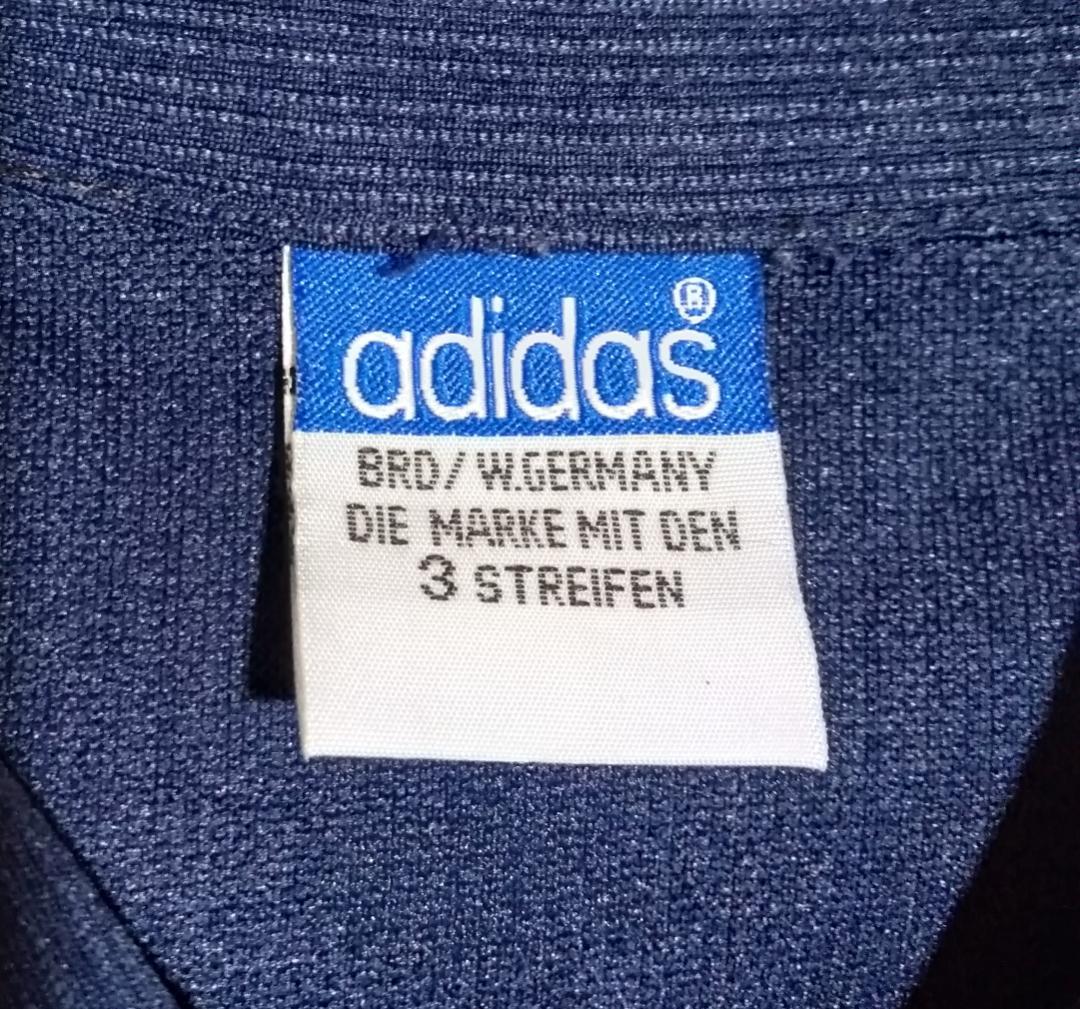 adidas®
BRD/ W.GERMANY
DIE MARKE MIT DEN
3 STREIFEN